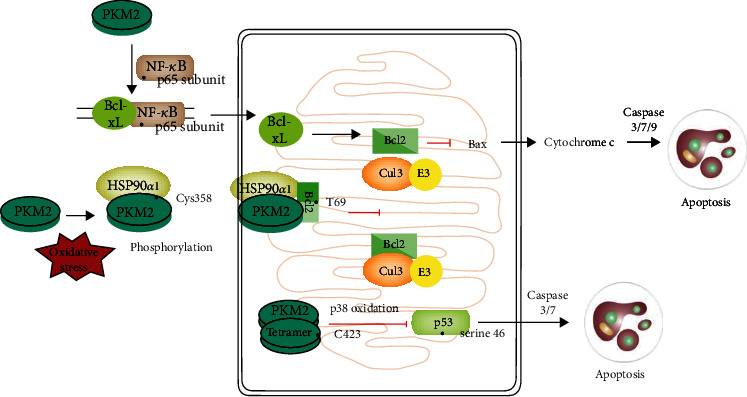 PKM2
NF-κB
p65 subunit
Bcl-
xL
NF-κB
p65 subunit
Bcl-
xL
Bcl2
Bax
Cytochrome c
Caspase
3/7/9
Apoptosis
Cul3
E3
HSP90α1
Cys358
PKM2
PKM2
Phosphorylation
Oxidative
stress
HSP90α1
PKM2
Bcl2
T69
Bcl2
Cul3
E3
PKM2
Tetramer
p38 oxidation
C423
p53
serine 46
Caspase
3/7
Apoptosis